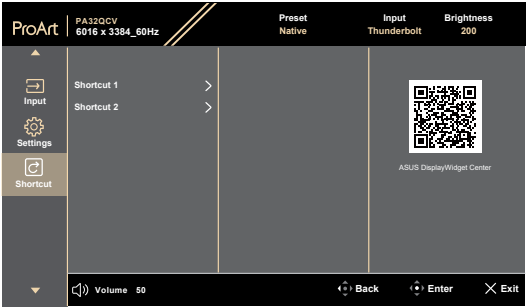 ProArt
PA32QCV
6016 x 3384_60Hz
Preset
Native
Input
Thunderbolt
Brightness
200
Input
Settings
Shortcut
Shortcut 1
Shortcut 2
ASUS DisplayWidget Center
Volume 50
Back
Enter
Exit